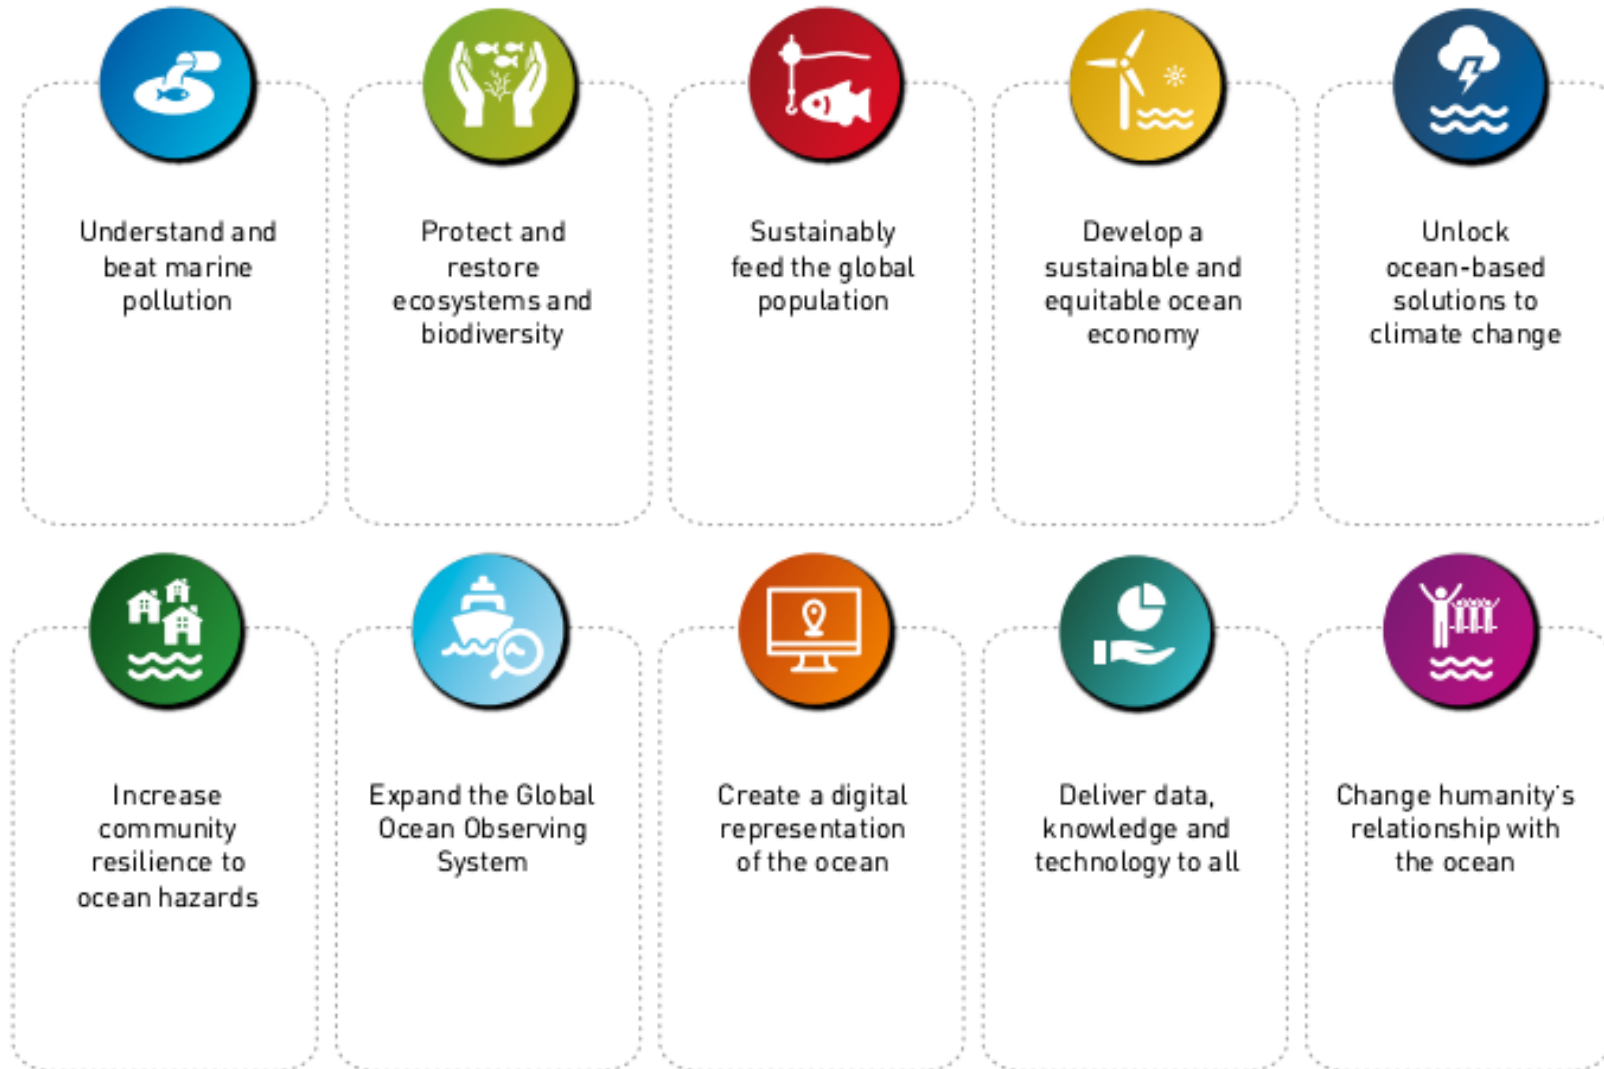 Understand and
beat marine
pollution
Protect and
restore
ecosystems and
biodiversity
Sustainably
feed the global
population
Develop a
sustainable and
equitable ocean
economy
Unlock
ocean-based
solutions to
climate change
Increase
community
resilience to
ocean hazards
Expand the Global
Ocean Observing
System
Create a digital
representation
of the ocean
Deliver data,
knowledge and
technology to all
Change humanity's
relationship with
the ocean